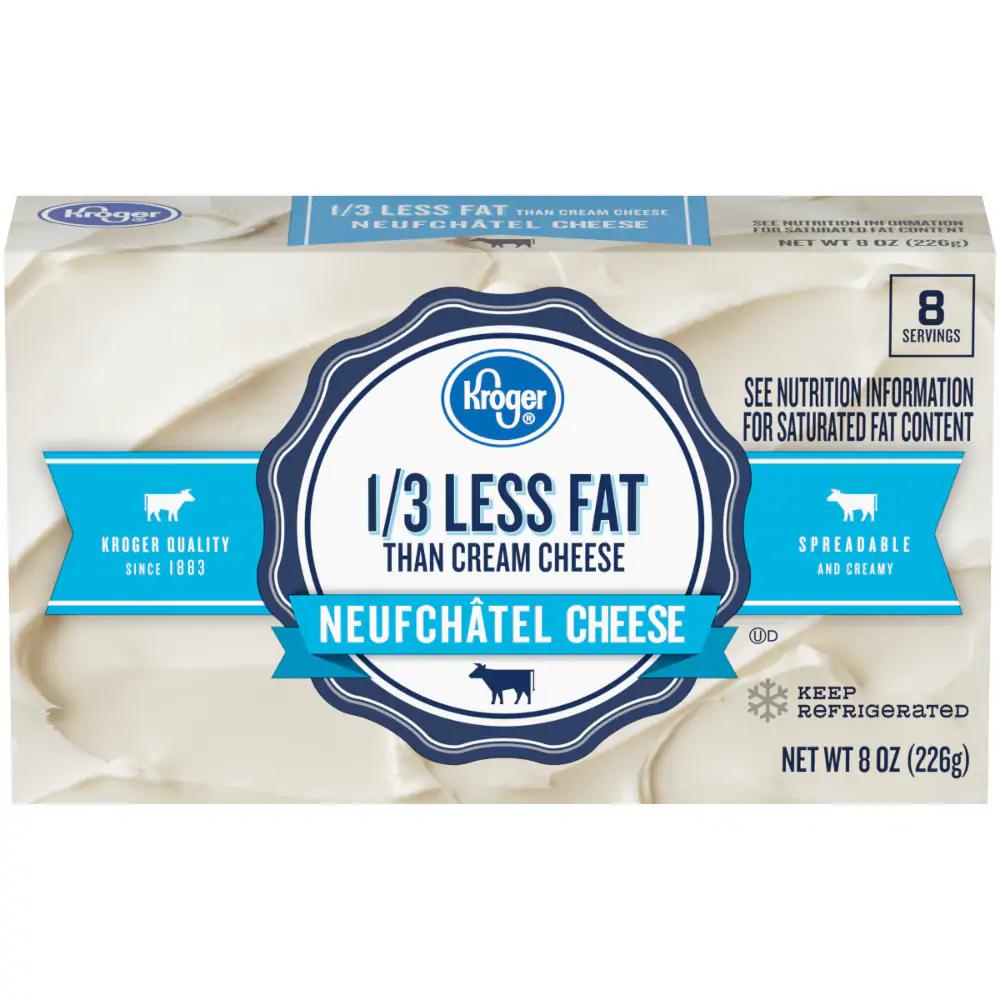 Kroger®
1/3 LESS FAT THAN CREAM CHEESE
NEUFCHÂTEL CHEESE
SEE NUTRITION INFORMATION
FOR SATURATED FAT CONTENT
NET WT 8 OZ (226g)
8
SERVINGS
SEE NUTRITION INFORMATION
FOR SATURATED FAT CONTENT
Kroger®
1/3 LESS FAT
THAN CREAM CHEESE
NEUFCHÂTEL CHEESE
KROGER QUALITY
SINCE 1883
SPREADABLE
AND CREAMY
ⓊD
KEEP
REFRIGERATED
NET WT 8 OZ (226g)